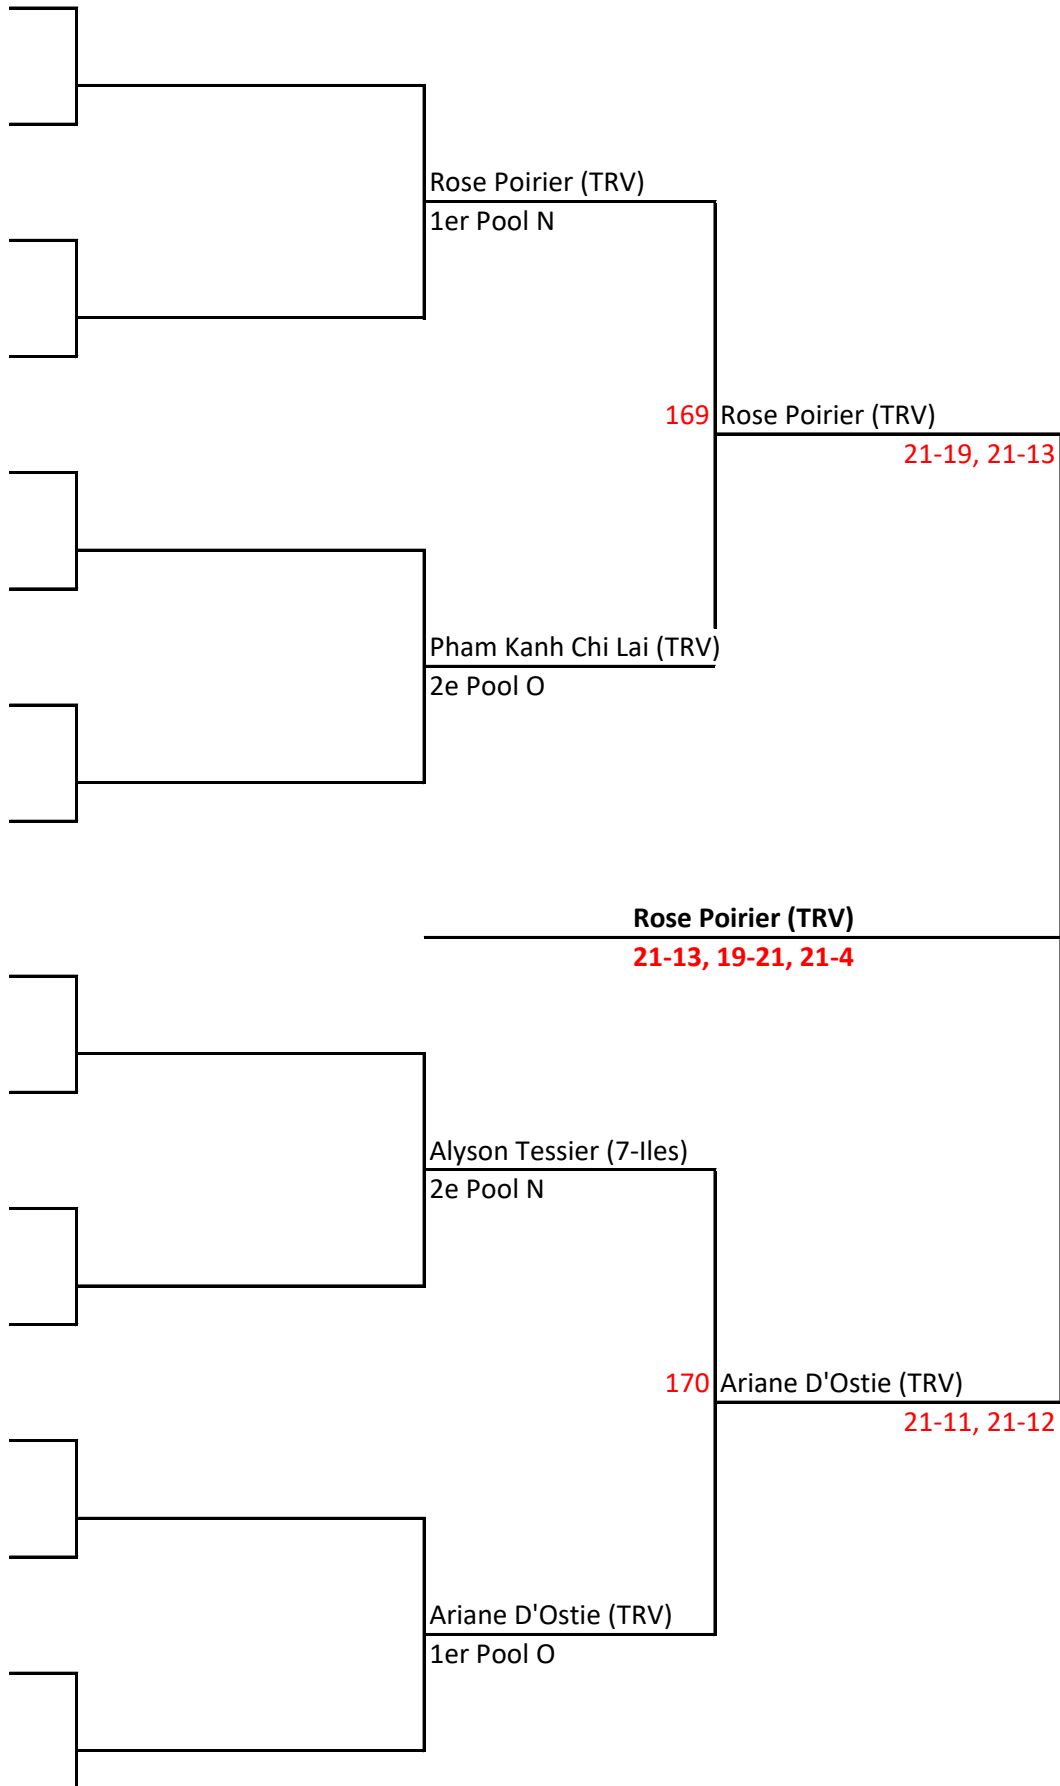 Rose Poirier (TRV)
1er Pool N
169 Rose Poirier (TRV)
21-19, 21-13
Pham Kanh Chi Lai (TRV)
2e Pool O
Rose Poirier (TRV)
21-13, 19-21, 21-4
Alyson Tessier (7-Iles)
2e Pool N
170 Ariane D'Ostie (TRV)
21-11, 21-12
Ariane D'Ostie (TRV)
1er Pool O